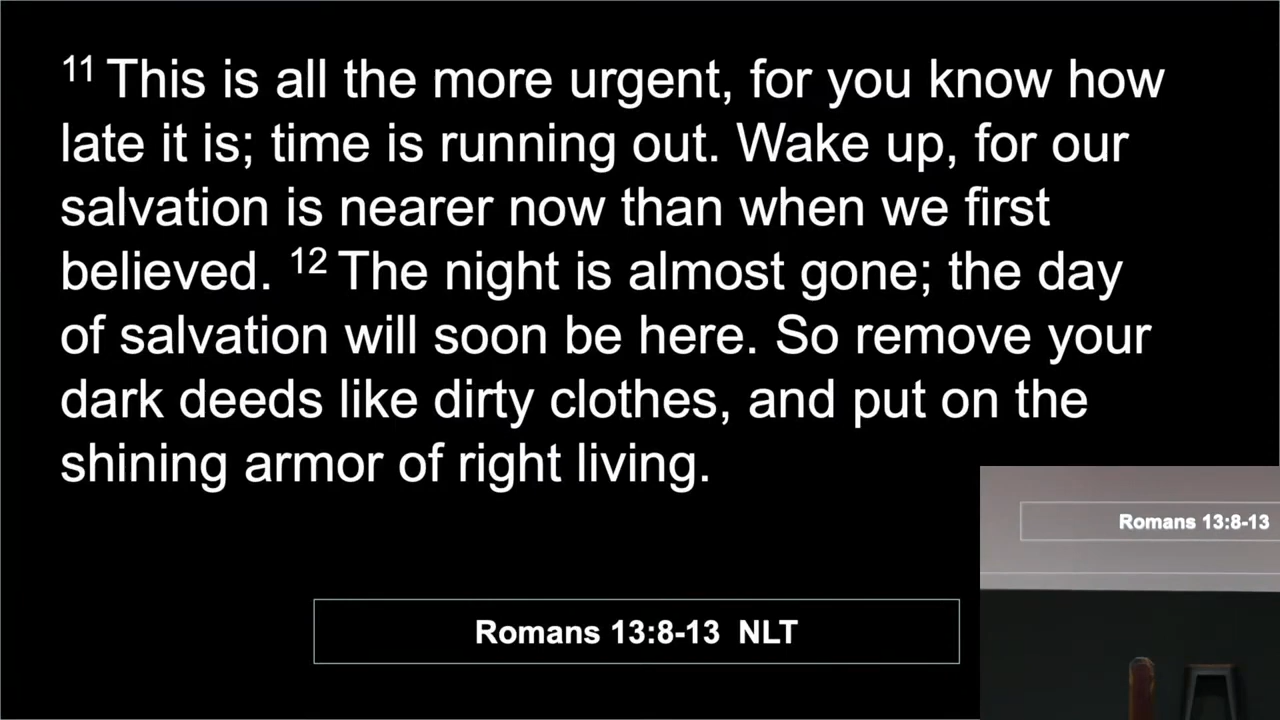 11 This is all the more urgent, for you know how
late it is; time is running out. Wake up, for our
salvation is nearer now than when we first
believed. 12 The night is almost gone; the day
of salvation will soon be here. So remove your
dark deeds like dirty clothes, and put on the
shining armor of right living.
Romans 13:8-13
Romans 13:8-13 NLT